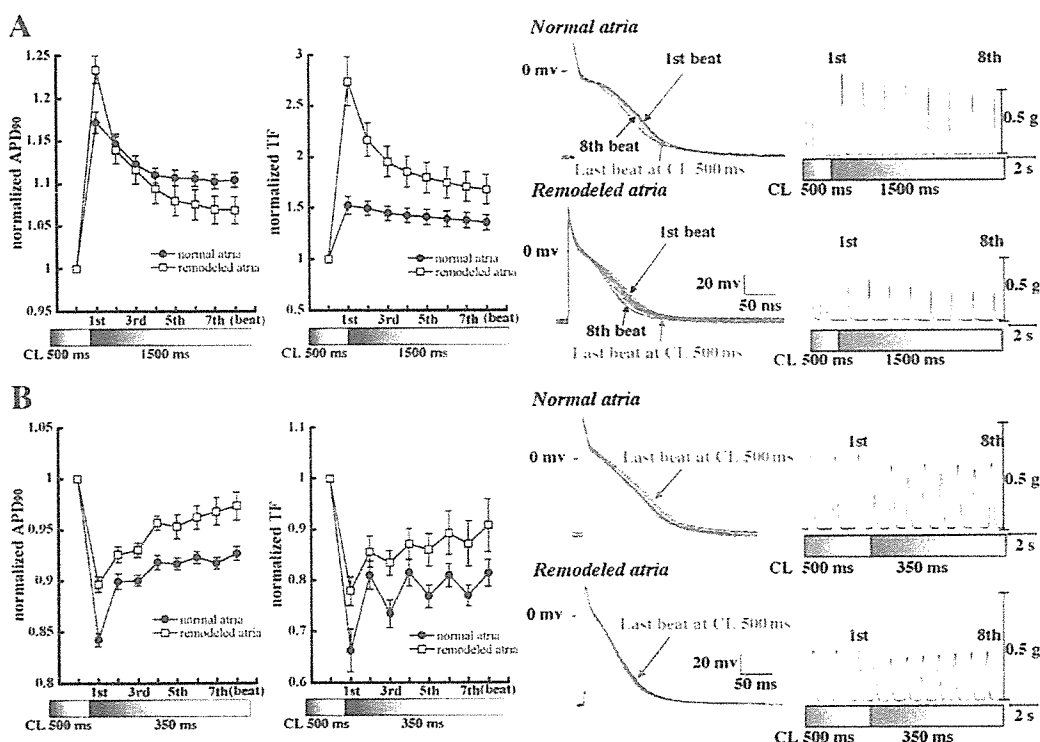 A
normalized APD90
1.25
1.2
1.15
1.1
1.05
1
0.95
normal atria
remodeled atria
1st 3rd 5th 7th (beat)
CL 500 ms 1500 ms
normalized TF
3
2.5
2
1.5
1
0.5
normal atria
remodeled atria
1st 3rd 5th 7th (beat)
CL 500 ms 1500 ms
Normal atria
0 mv
1st beat
8th beat
Last beat at CL 500 ms
1st 8th
0.5 g
2 s
CL 500 ms 1500 ms
Remodeled atria
0 mv
1st beat
8th beat
Last beat at CL 500 ms
20 mv
50 ms
1st 8th
0.5 g
2 s
CL 500 ms 1500 ms
B
normalized APD90
1.05
1
0.95
0.9
0.85
0.8
normal atria
remodeled atria
1st 3rd 5th 7th (beat)
CL 500 ms 350 ms
normalized TF
1.1
1
0.9
0.8
0.7
0.6
normal atria
remodeled atria
1st 3rd 5th 7th (beat)
CL 500 ms 350 ms
Normal atria
0 mv
Last beat at CL 500 ms
1st 8th
0.5 g
2 s
CL 500 ms 350 ms
Remodeled atria
0 mv
Last beat at CL 500 ms
20 mv
50 ms
1st 8th
0.5 g
2 s
CL 500 ms 350 ms